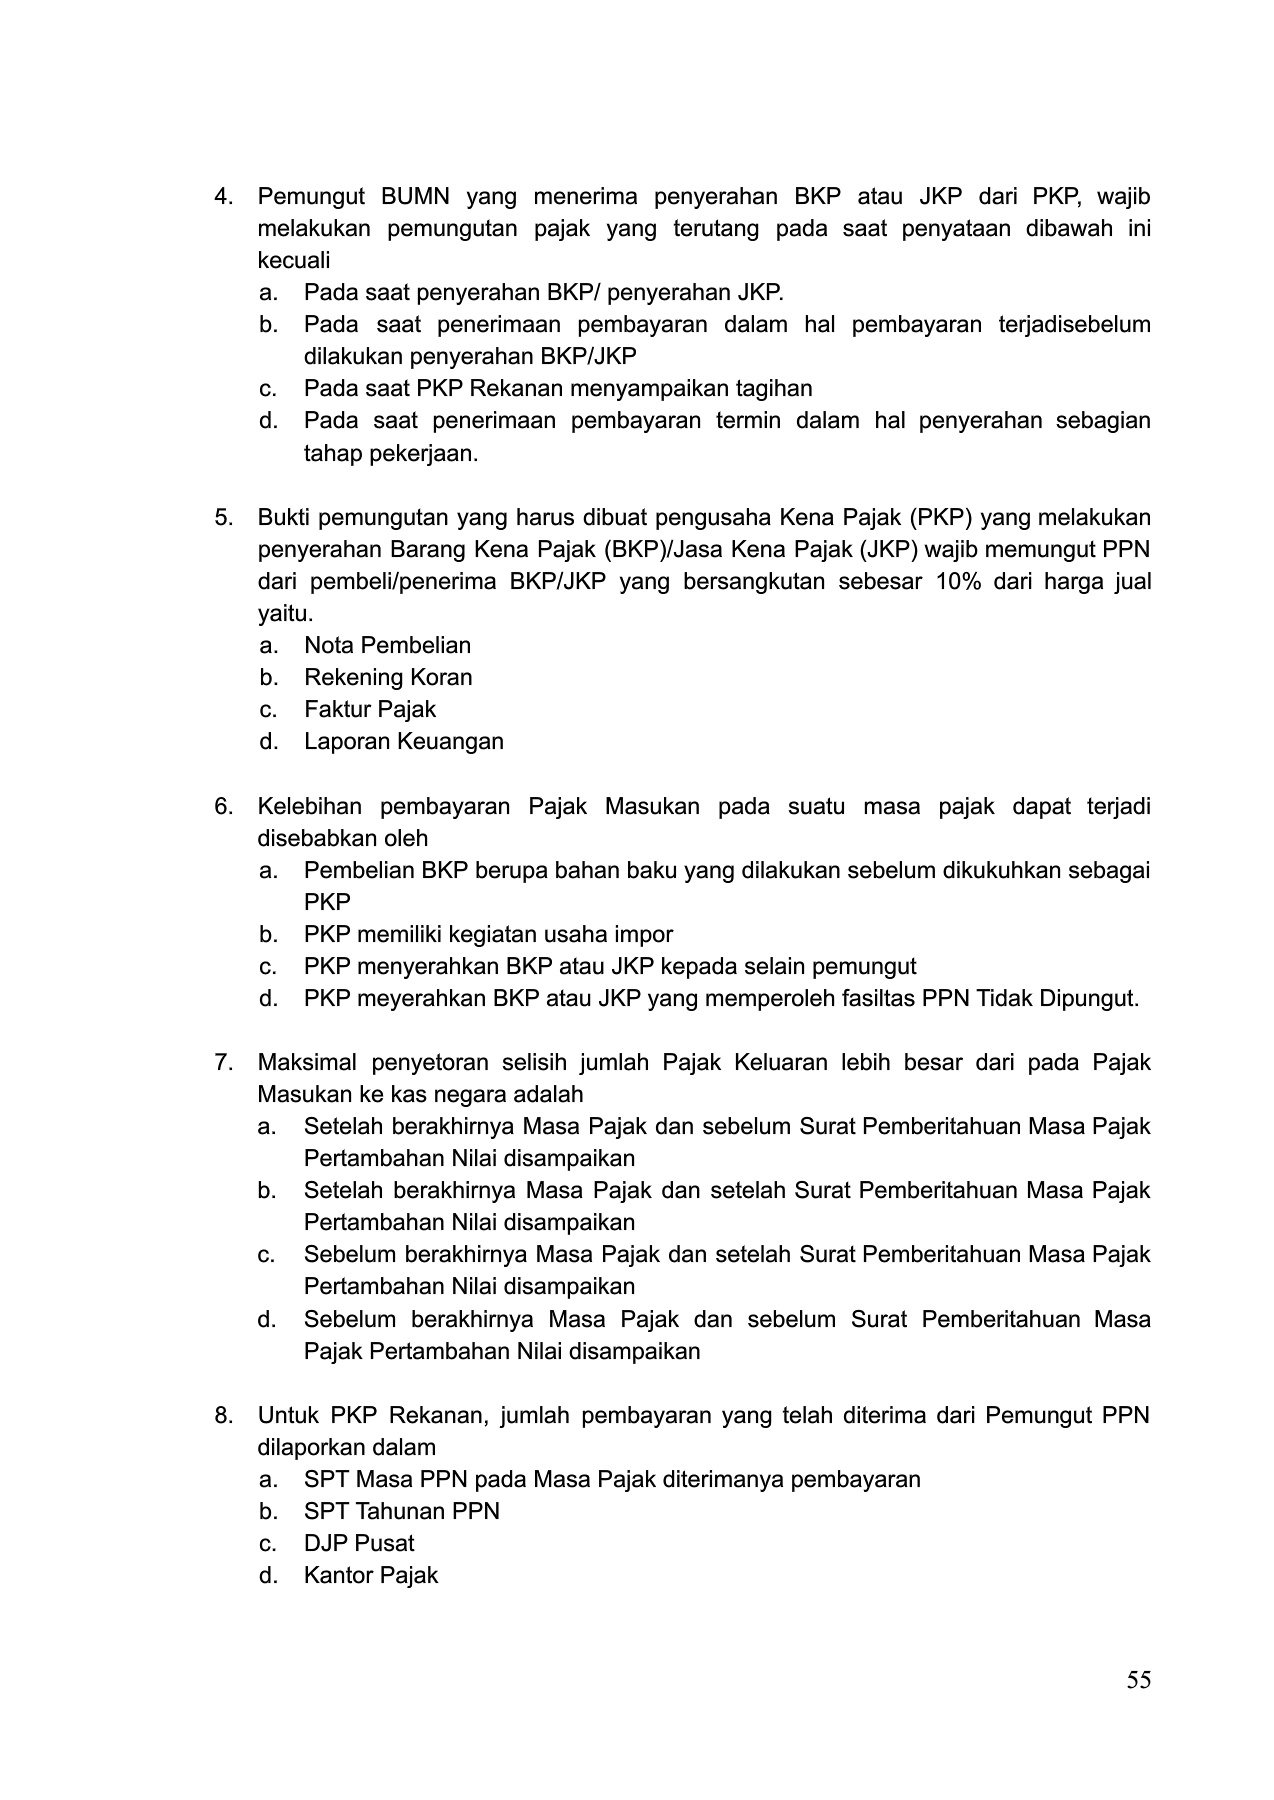 4. Pemungut BUMN yang menerima penyerahan BKP atau JKP dari PKP, wajib
melakukan pemungutan pajak yang terutang pada saat penyataan dibawah ini
kecuali
a. Pada saat penyerahan BKP/ penyerahan JKP.
b. Pada saat penerimaan pembayaran dalam hal pembayaran terjadisebelum
dilakukan penyerahan BKP/JKP
c. Pada saat PKP Rekanan menyampaikan tagihan
d. Pada saat penerimaan pembayaran termin dalam hal penyerahan sebagian
tahap pekerjaan.
5. Bukti pemungutan yang harus dibuat pengusaha Kena Pajak (PKP) yang melakukan
penyerahan Barang Kena Pajak (BKP)/Jasa Kena Pajak (JKP) wajib memungut PPN
dari pembeli/penerima BKP/JKP yang bersangkutan sebesar 10% dari harga jual
yaitu.
a. Nota Pembelian
b. Rekening Koran
c. Faktur Pajak
d. Laporan Keuangan
6. Kelebihan pembayaran Pajak Masukan pada suatu masa pajak dapat terjadi
disebabkan oleh
a. Pembelian BKP berupa bahan baku yang dilakukan sebelum dikukuhkan sebagai
PKP
b. PKP memiliki kegiatan usaha impor
c. PKP menyerahkan BKP atau JKP kepada selain pemungut
d. PKP meyerahkan BKP atau JKP yang memperoleh fasiltas PPN Tidak Dipungut.
7. Maksimal penyetoran selisih jumlah Pajak Keluaran lebih besar dari pada Pajak
Masukan ke kas negara adalah
a. Setelah berakhirnya Masa Pajak dan sebelum Surat Pemberitahuan Masa Pajak
Pertambahan Nilai disampaikan
b. Setelah berakhirnya Masa Pajak dan setelah Surat Pemberitahuan Masa Pajak
Pertambahan Nilai disampaikan
c. Sebelum berakhirnya Masa Pajak dan setelah Surat Pemberitahuan Masa Pajak
Pertambahan Nilai disampaikan
d. Sebelum berakhirnya Masa Pajak dan sebelum Surat Pemberitahuan Masa
Pajak Pertambahan Nilai disampaikan
8. Untuk PKP Rekanan, jumlah pembayaran yang telah diterima dari Pemungut PPN
dilaporkan dalam
a. SPT Masa PPN pada Masa Pajak diterimanya pembayaran
b. SPT Tahunan PPN
c. DJP Pusat
d. Kantor Pajak
55